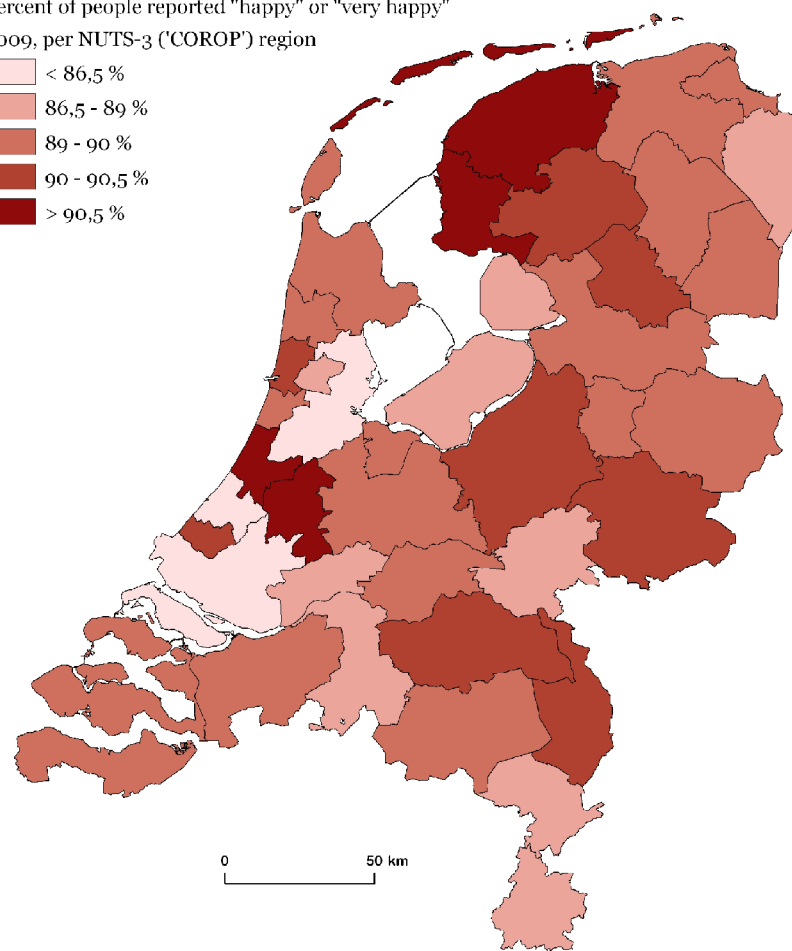 ercent of people reported "happy" or "very happy"
009, per NUTS-3 ('COROP') region
< 86,5 %
86,5 - 89 %
89 - 90 %
90 - 90,5 %
> 90,5 %
0 50 km